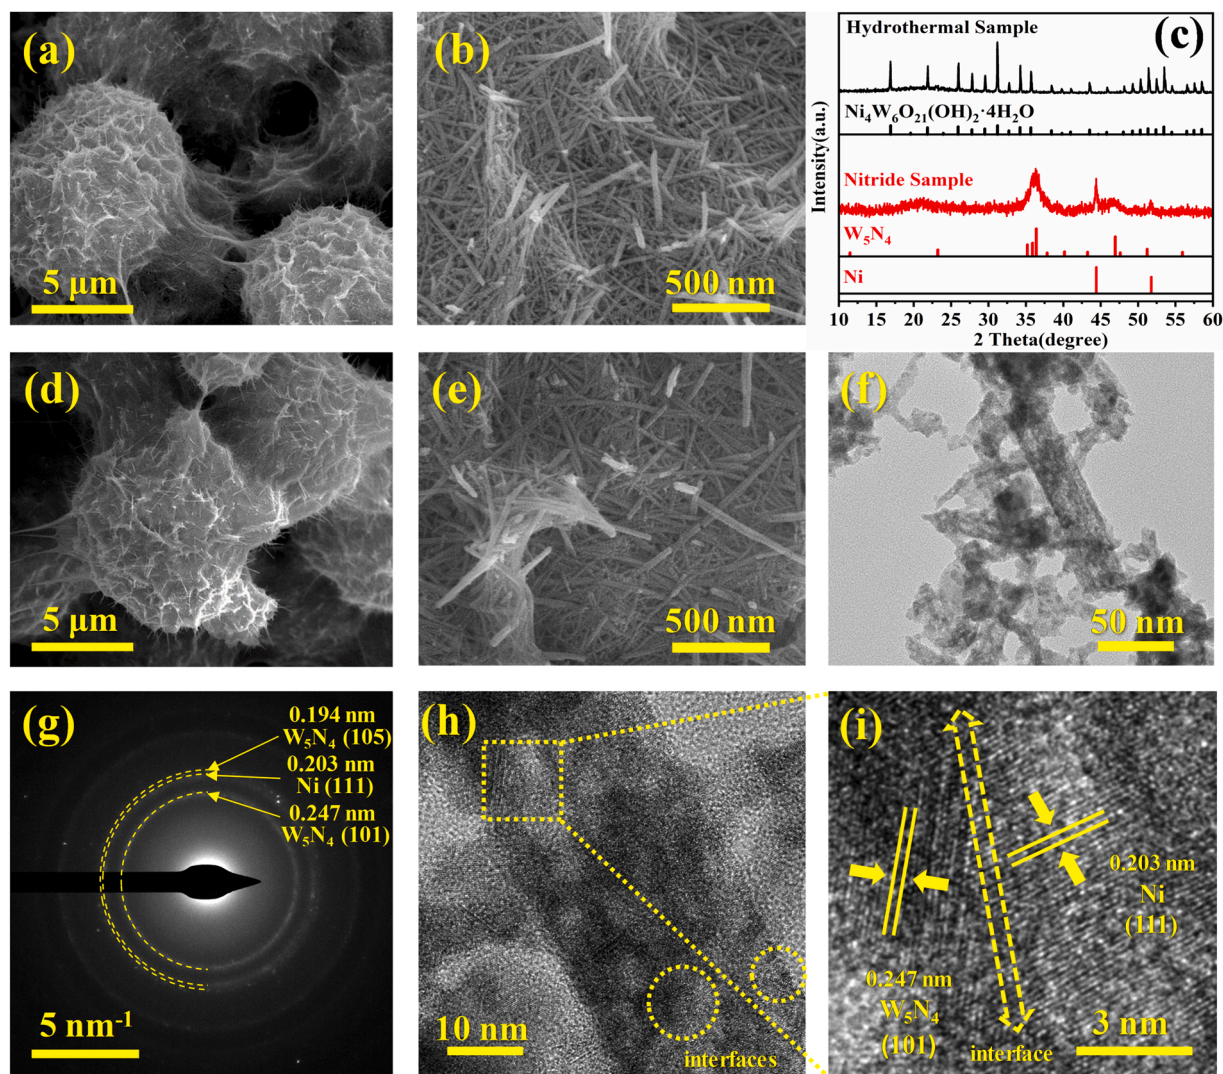 (a)
5 μm
(b)
500 nm
(c)
Hydrothermal Sample
Ni₄W₆O₂₁(OH)₂·4H₂O
Nitride Sample
W₅N₄
Ni
Intensity(a.u.)
10 15 20 25 30 35 40 45 50 55 60
2 Theta(degree)
(d)
5 μm
(e)
500 nm
(f)
50 nm
(g)
0.194 nm
W₅N₄ (105)
0.203 nm
Ni (111)
0.247 nm
W₅N₄ (101)
5 nm⁻¹
(h)
10 nm
interfaces
(i)
0.203 nm
Ni
(111)
0.247 nm
W₅N₄
(101)
interface
3 nm